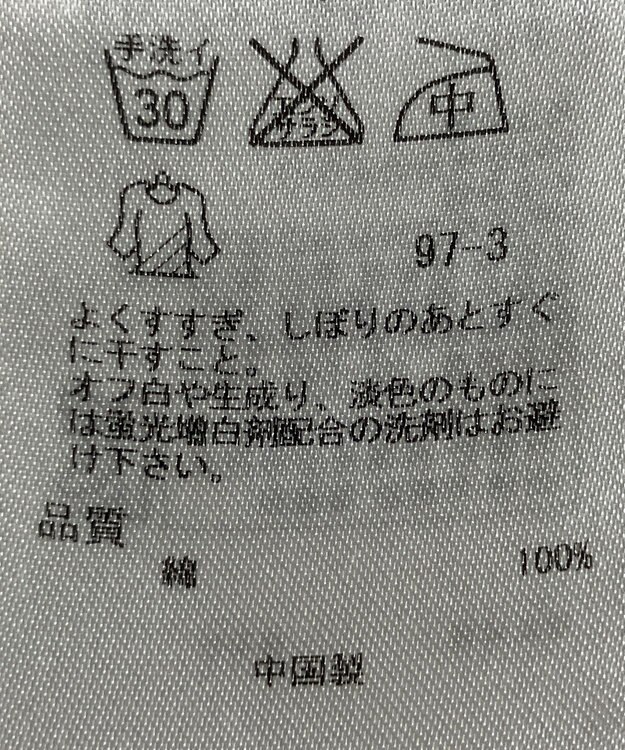 手洗イ
30
エンソ
サラシ
中
97-3
よくすすぎ、しぼりのあとすぐ
に干すこと。
オフ白や生成り、淡色のものに
は蛍光増白剤配合の洗剤はお避
け下さい。
品質
綿 100%
中国製